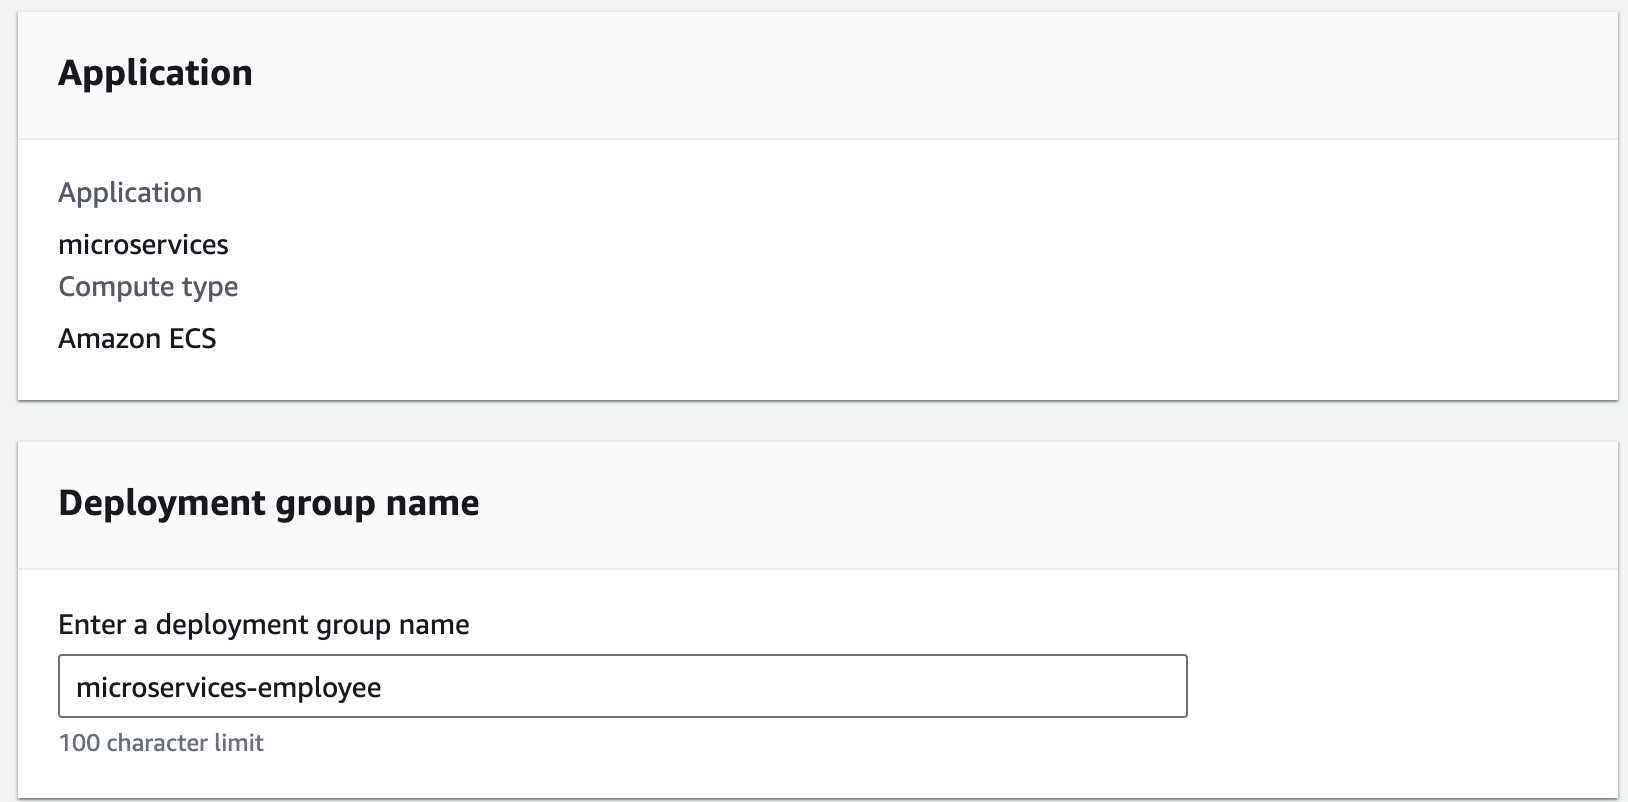 Application
Application
microservices
Compute type
Amazon ECS
Deployment group name
Enter a deployment group name
microservices-employee
100 character limit